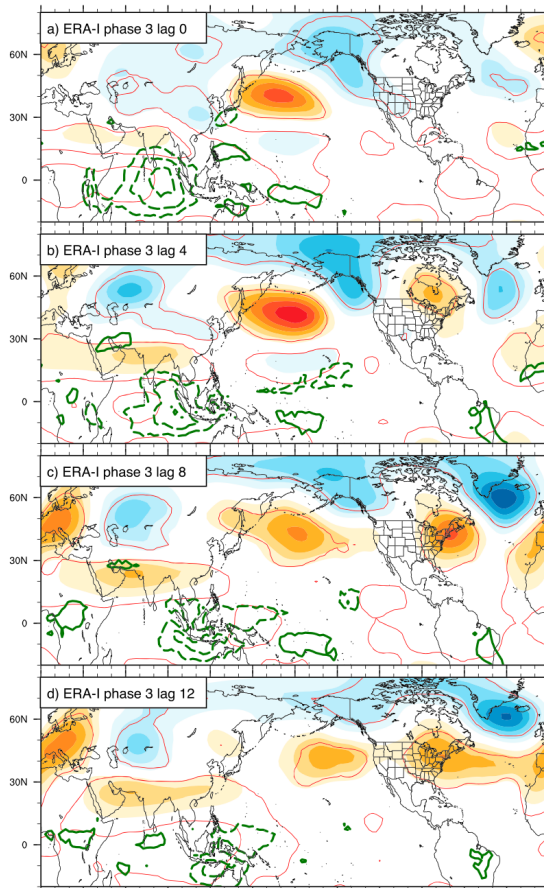 a) ERA-I phase 3 lag 0
60N
30N
0
b) ERA-I phase 3 lag 4
60N
30N
0
c) ERA-I phase 3 lag 8
60N
30N
0
d) ERA-I phase 3 lag 12
60N
30N
0